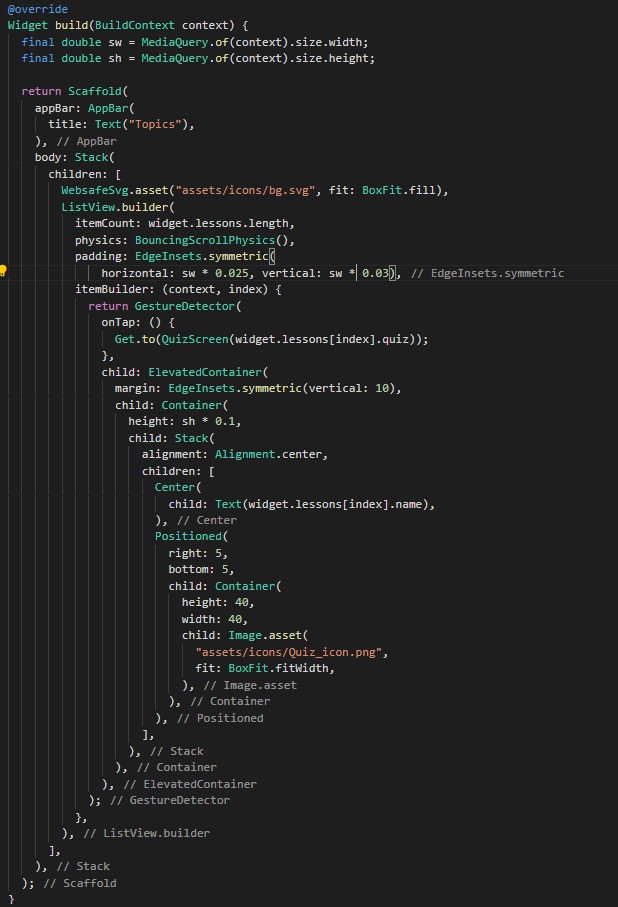 @override
Widget build(BuildContext context) {
  final double sw = MediaQuery.of(context).size.width;
  final double sh = MediaQuery.of(context).size.height;

  return Scaffold(
    appBar: AppBar(
      title: Text("Topics"),
    ), // AppBar
    body: Stack(
      children: [
        WebsafeSvg.asset("assets/icons/bg.svg", fit: BoxFit.fill),
        ListView.builder(
          itemCount: widget.lessons.length,
          physics: BouncingScrollPhysics(),
          padding: EdgeInsets.symmetric(
              horizontal: sw * 0.025, vertical: sw * 0.03), // EdgeInsets.symmetric
          itemBuilder: (context, index) {
            return GestureDetector(
              onTap: () {
                Get.to(QuizScreen(widget.lessons[index].quiz));
              },
              child: ElevatedContainer(
                margin: EdgeInsets.symmetric(vertical: 10),
                child: Container(
                  height: sh * 0.1,
                  child: Stack(
                    alignment: Alignment.center,
                    children: [
                      Center(
                        child: Text(widget.lessons[index].name),
                      ), // Center
                      Positioned(
                        right: 5,
                        bottom: 5,
                        child: Container(
                          height: 40,
                          width: 40,
                          child: Image.asset(
                            "assets/icons/Quiz_icon.png",
                            fit: BoxFit.fitWidth,
                          ), // Image.asset
                        ), // Container
                      ), // Positioned
                    ],
                  ), // Stack
                ), // Container
              ), // ElevatedContainer
            ); // GestureDetector
          },
        ), // ListView.builder
      ],
    ), // Stack
  ); // Scaffold
}